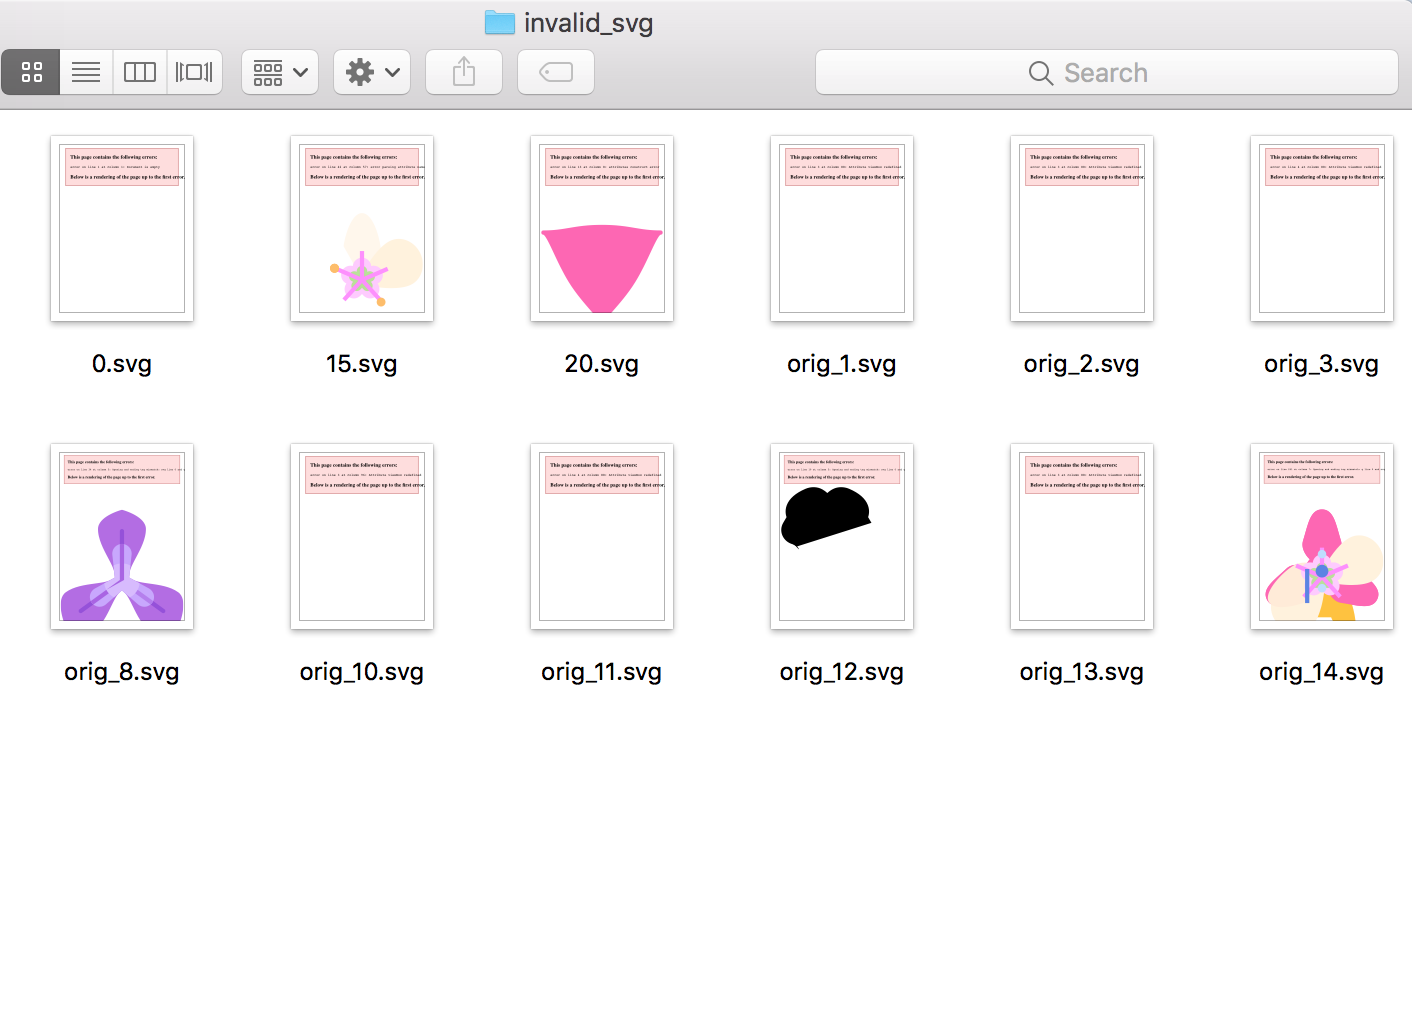 invalid_svg
Search
This page contains the following errors:
Below is a rendering of the page up to the first error.
This page contains the following errors:
Below is a rendering of the page up to the first error.
This page contains the following errors:
Below is a rendering of the page up to the first error.
This page contains the following errors:
Below is a rendering of the page up to the first error.
This page contains the following errors:
Below is a rendering of the page up to the first error.
This page contains the following errors:
Below is a rendering of the page up to the first error.
0.svg
15.svg
20.svg
orig_1.svg
orig_2.svg
orig_3.svg
This page contains the following errors:
Below is a rendering of the page up to the first error.
This page contains the following errors:
Below is a rendering of the page up to the first error.
This page contains the following errors:
Below is a rendering of the page up to the first error.
This page contains the following errors:
Below is a rendering of the page up to the first error.
This page contains the following errors:
Below is a rendering of the page up to the first error.
This page contains the following errors:
Below is a rendering of the page up to the first error.
orig_8.svg
orig_10.svg
orig_11.svg
orig_12.svg
orig_13.svg
orig_14.svg